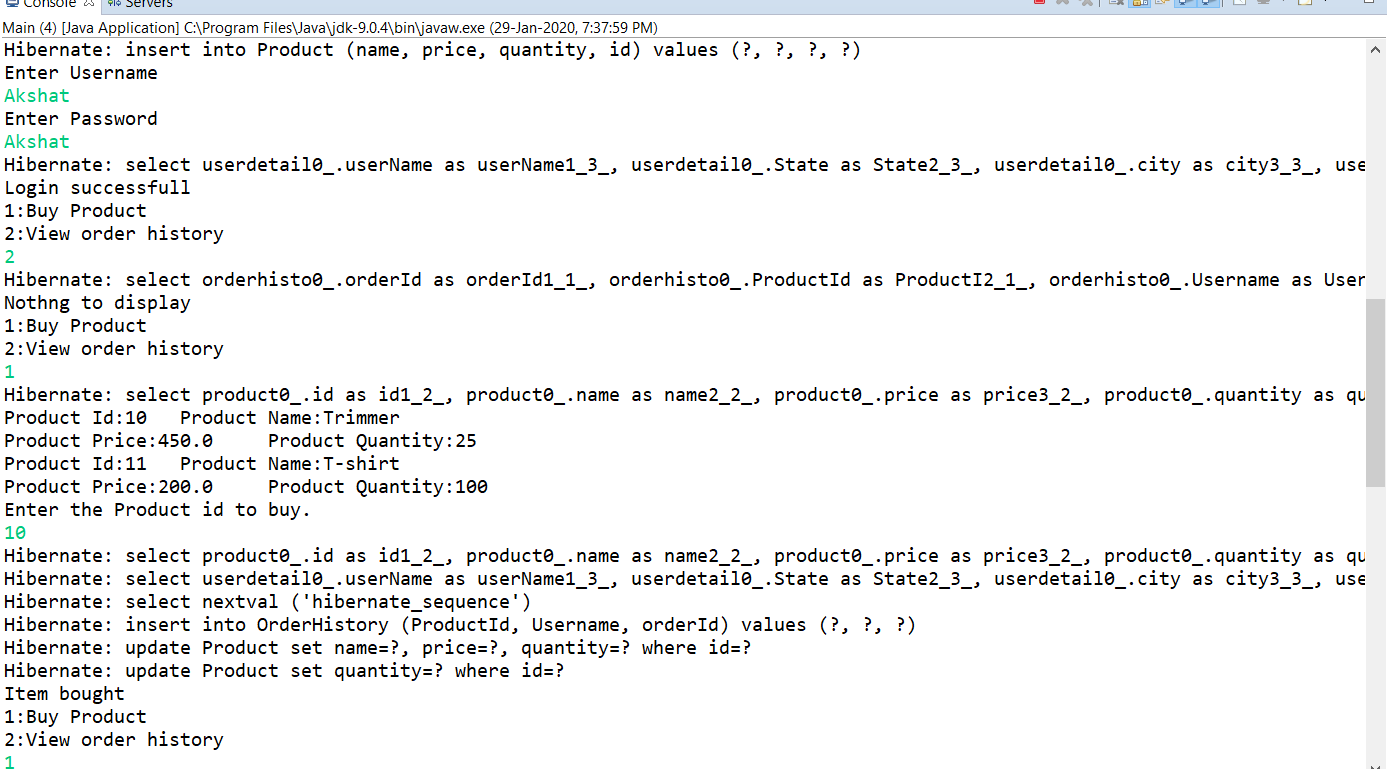 Console Servers
Main (4) [Java Application] C:\Program Files\Java\jdk-9.0.4\bin\javaw.exe (29-Jan-2020, 7:37:59 PM)
Hibernate: insert into Product (name, price, quantity, id) values (?, ?, ?, ?)
Enter Username
Akshat
Enter Password
Akshat
Hibernate: select userdetail0_.userName as userName1_3_, userdetail0_.State as State2_3_, userdetail0_.city as city3_3_, use
Login successfull
1:Buy Product
2:View order history
2
Hibernate: select orderhisto0_.orderId as orderId1_1_, orderhisto0_.ProductId as ProductI2_1_, orderhisto0_.Username as User
Nothng to display
1:Buy Product
2:View order history
1
Hibernate: select product0_.id as id1_2_, product0_.name as name2_2_, product0_.price as price3_2_, product0_.quantity as qu
Product Id:10   Product Name:Trimmer
Product Price:450.0     Product Quantity:25
Product Id:11   Product Name:T-shirt
Product Price:200.0     Product Quantity:100
Enter the Product id to buy.
10
Hibernate: select product0_.id as id1_2_, product0_.name as name2_2_, product0_.price as price3_2_, product0_.quantity as qu
Hibernate: select userdetail0_.userName as userName1_3_, userdetail0_.State as State2_3_, userdetail0_.city as city3_3_, use
Hibernate: select nextval ('hibernate_sequence')
Hibernate: insert into OrderHistory (ProductId, Username, orderId) values (?, ?, ?)
Hibernate: update Product set name=?, price=?, quantity=? where id=?
Hibernate: update Product set quantity=? where id=?
Item bought
1:Buy Product
2:View order history
1